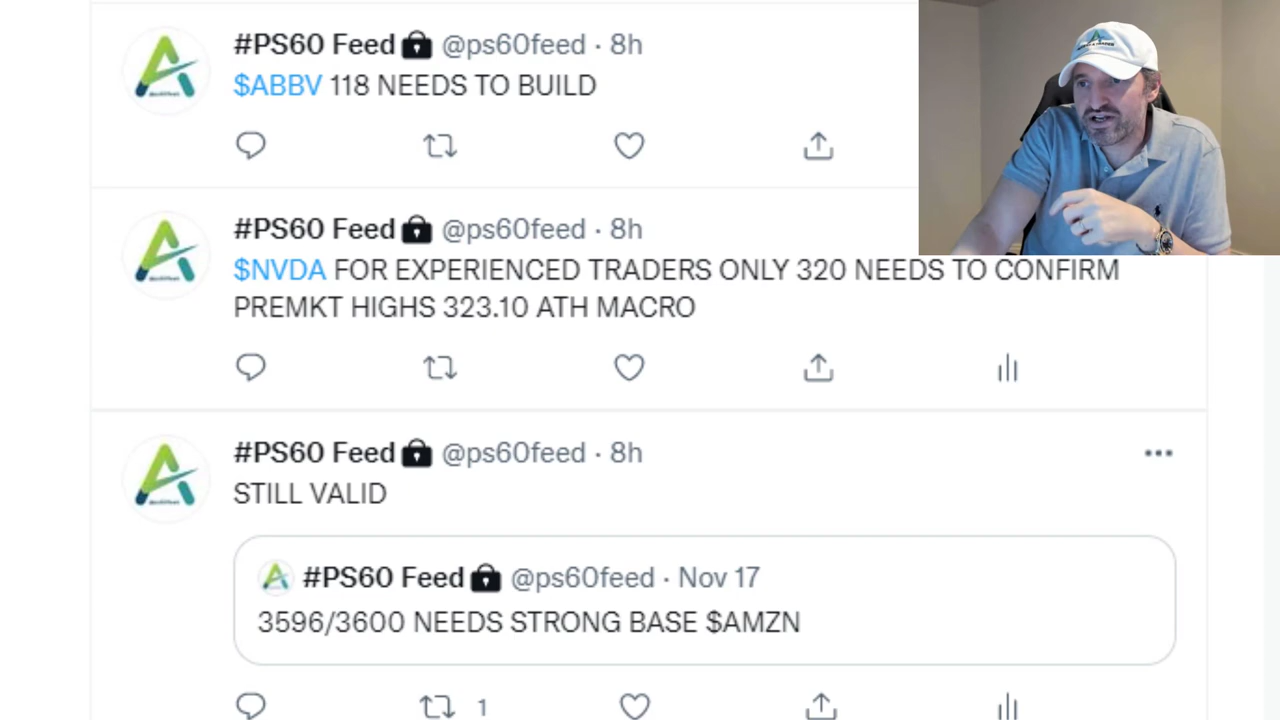 #PS60 Feed @ps60feed · 8h
$ABBV 118 NEEDS TO BUILD
#PS60 Feed @ps60feed · 8h
$NVDA FOR EXPERIENCED TRADERS ONLY 320 NEEDS TO CONFIRM
PREMKT HIGHS 323.10 ATH MACRO
#PS60 Feed @ps60feed · 8h
STILL VALID
#PS60 Feed @ps60feed · Nov 17
3596/3600 NEEDS STRONG BASE $AMZN
1